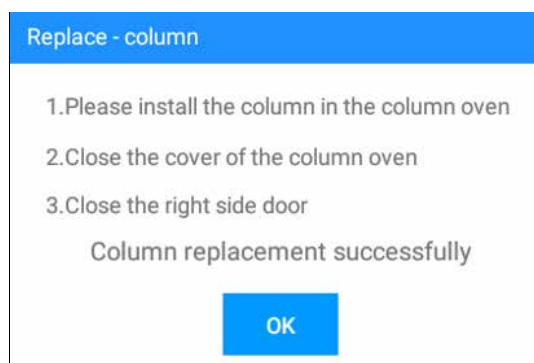 Replace - column
1.Please install the column in the column oven
2.Close the cover of the column oven
3.Close the right side door
Column replacement successfully
OK